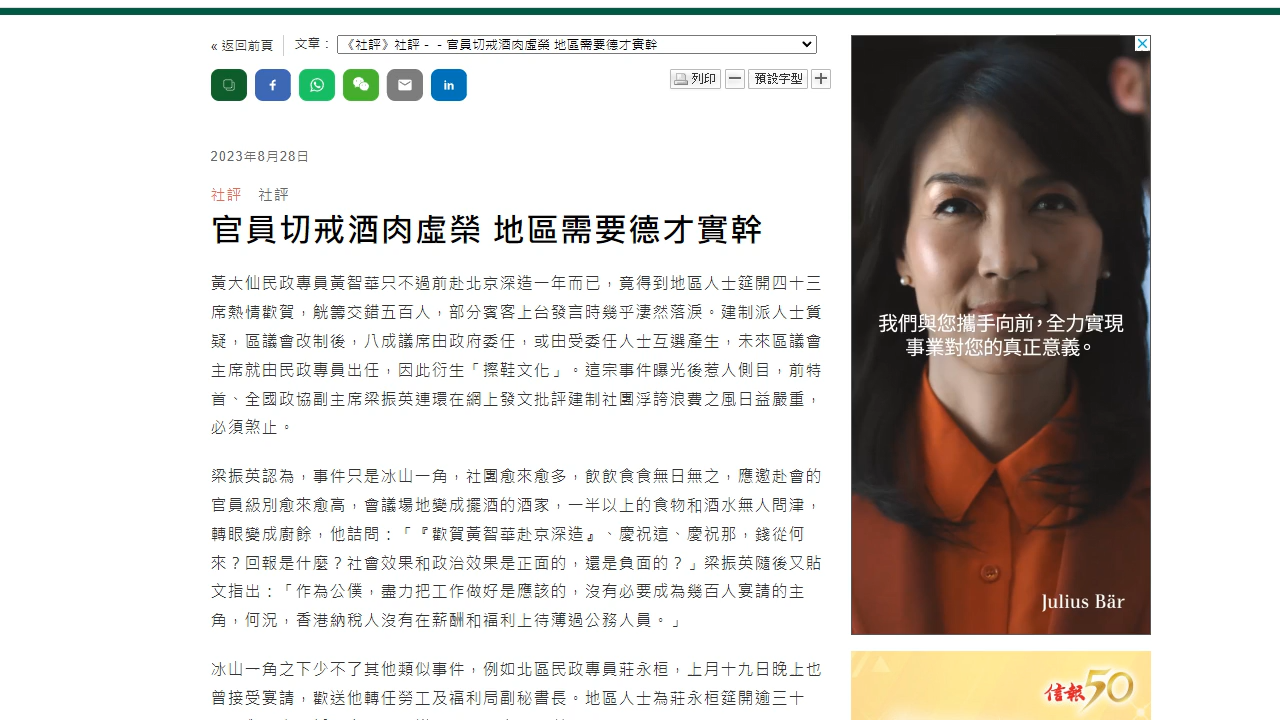 « 返回前頁
文章：
《社評》社評 - - 官員切戒酒肉虛榮 地區需要德才實幹
列印
預設字型
2023年8月28日
社評 社評
官員切戒酒肉虛榮 地區需要德才實幹
黃大仙民政專員黃智華只不過前赴北京深造一年而已，竟得到地區人士筵開四十三
席熱情歡賀，觥籌交錯五百人，部分賓客上台發言時幾乎淒然落淚。建制派人士質
疑，區議會改制後，八成議席由政府委任，或由受委任人士互選產生，未來區議會
主席就由民政專員出任，因此衍生「擦鞋文化」。這宗事件曝光後惹人側目，前特
首、全國政協副主席梁振英連環在網上發文批評建制社團浮誇浪費之風日益嚴重，
必須煞止。
梁振英認為，事件只是冰山一角，社團愈來愈多，飲飲食食無日無之，應邀赴會的
官員級別愈來愈高，會議場地變成擺酒的酒家，一半以上的食物和酒水無人問津，
轉眼變成廚餘，他詰問：「『歡賀黃智華赴京深造』、慶祝這、慶祝那，錢從何
來？回報是什麼？社會效果和政治效果是正面的，還是負面的？」梁振英隨後又貼
文指出：「作為公僕，盡力把工作做好是應該的，沒有必要成為幾百人宴請的主
角，何況，香港納稅人沒有在薪酬和福利上待薄過公務人員。」
冰山一角之下少不了其他類似事件，例如北區民政專員莊永桓，上月十九日晚上也
曾接受宴請，歡送他轉任勞工及福利局副秘書長。地區人士為莊永桓筵開逾三十
我們與您攜手向前，全力實現
事業對您的真正意義。
Julius Bär
信報50